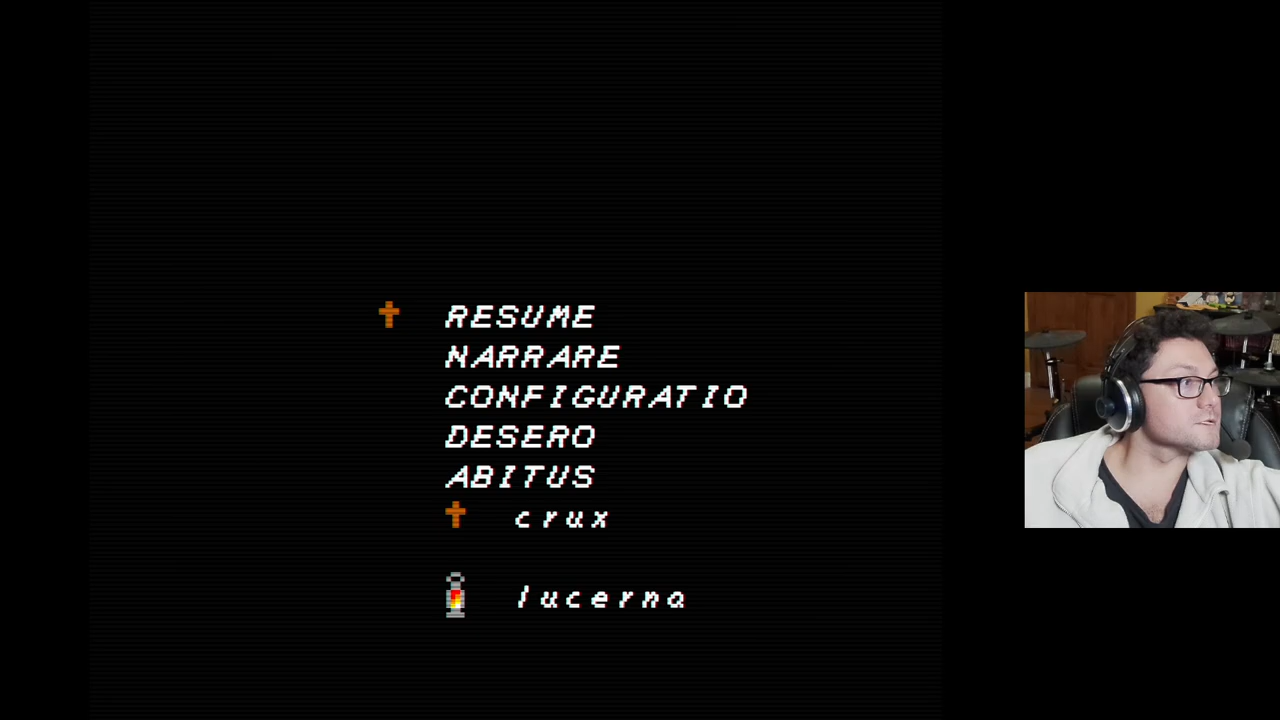 RESUME
NARRARE
CONFIGURATIO
DESERO
ABITUS
crux
lucerna